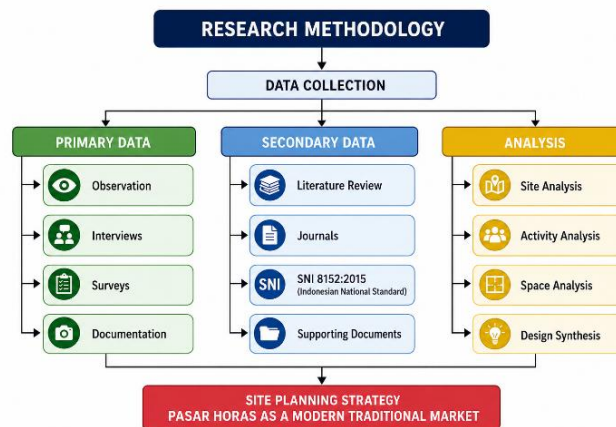 RESEARCH METHODOLOGY
DATA COLLECTION
PRIMARY DATA
Observation
Interviews
Surveys
Documentation
SECONDARY DATA
Literature Review
Journals
SNI
SNI 8152:2015
(Indonesian National Standard)
Supporting Documents
ANALYSIS
Site Analysis
Activity Analysis
Space Analysis
Design Synthesis
SITE PLANNING STRATEGY
PASAR HORAS AS A MODERN TRADITIONAL MARKET